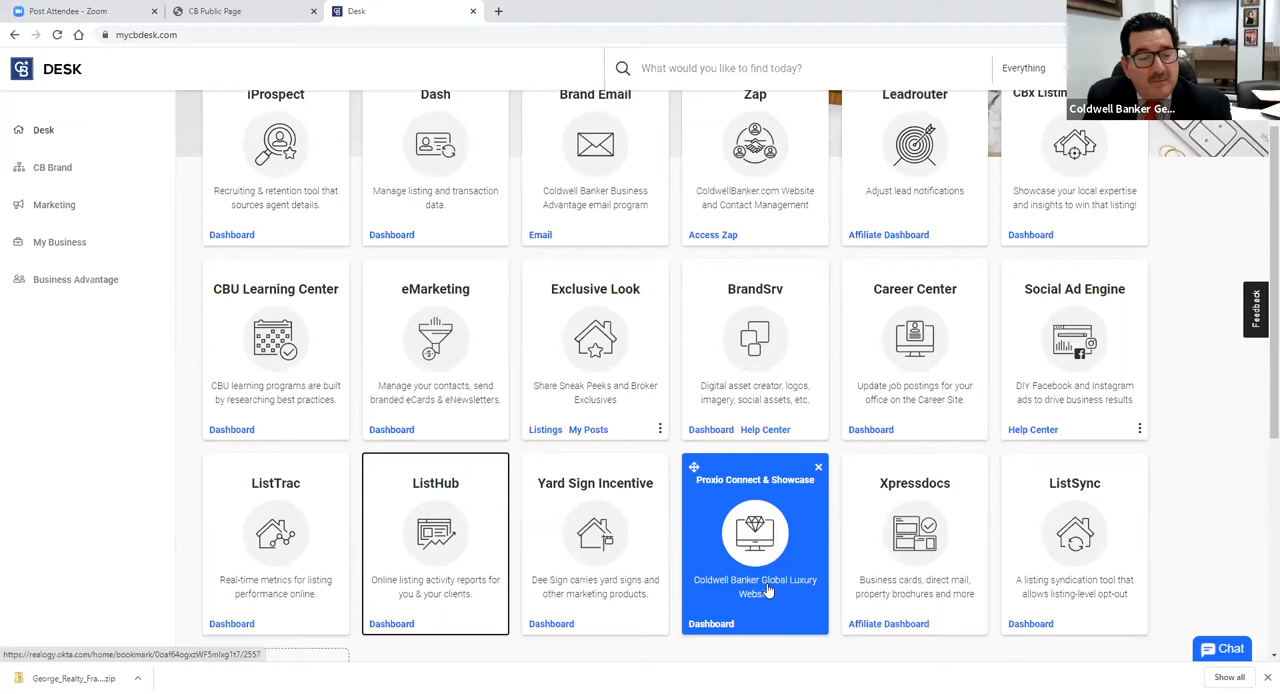 Post Attendee - Zoom
CB Public Page
Desk
mycbdesk.com
CB
DESK
What would you like to find today?
Everything
Coldwell Banker Ge...
Desk
CB Brand
Marketing
My Business
Business Advantage
iProspect
Dash
Brand Email
Zap
Leadrouter
CBx Listin
Recruiting & retention tool that
sources agent details.
Dashboard
Manage listing and transaction
data.
Dashboard
Coldwell Banker Business
Advantage email program
Email
ColdwellBanker.com Website
and Contact Management
Access Zap
Adjust lead notifications
Affiliate Dashboard
Showcase your local expertise
and insights to win that listing!
Dashboard
CBU Learning Center
CBU learning programs are built
by researching best practices.
Dashboard
eMarketing
Manage your contacts, send
branded eCards & eNewsletters.
Dashboard
Exclusive Look
Share Sneak Peeks and Broker
Exclusives
Listings My Posts
BrandSrv
Digital asset creator, logos,
imagery, social assets, etc.
Dashboard Help Center
Career Center
Update job postings for your
office on the Career Site.
Dashboard
Social Ad Engine
DIY Facebook and Instagram
ads to drive business results
Help Center
Feedback
ListTrac
Real-time metrics for listing
performance online.
Dashboard
ListHub
Online listing activity reports for
you & your clients.
Dashboard
Yard Sign Incentive
Dee Sign carries yard signs and
other marketing products.
Dashboard
Proxio Connect & Showcase
Coldwell Banker Global Luxury
Webs
Dashboard
Xpressdocs
Business cards, direct mail,
property brochures and more
Affiliate Dashboard
ListSync
A listing syndication tool that
allows listing-level opt-out
Dashboard
Chat
George_Realty_Fra....zip
Show all